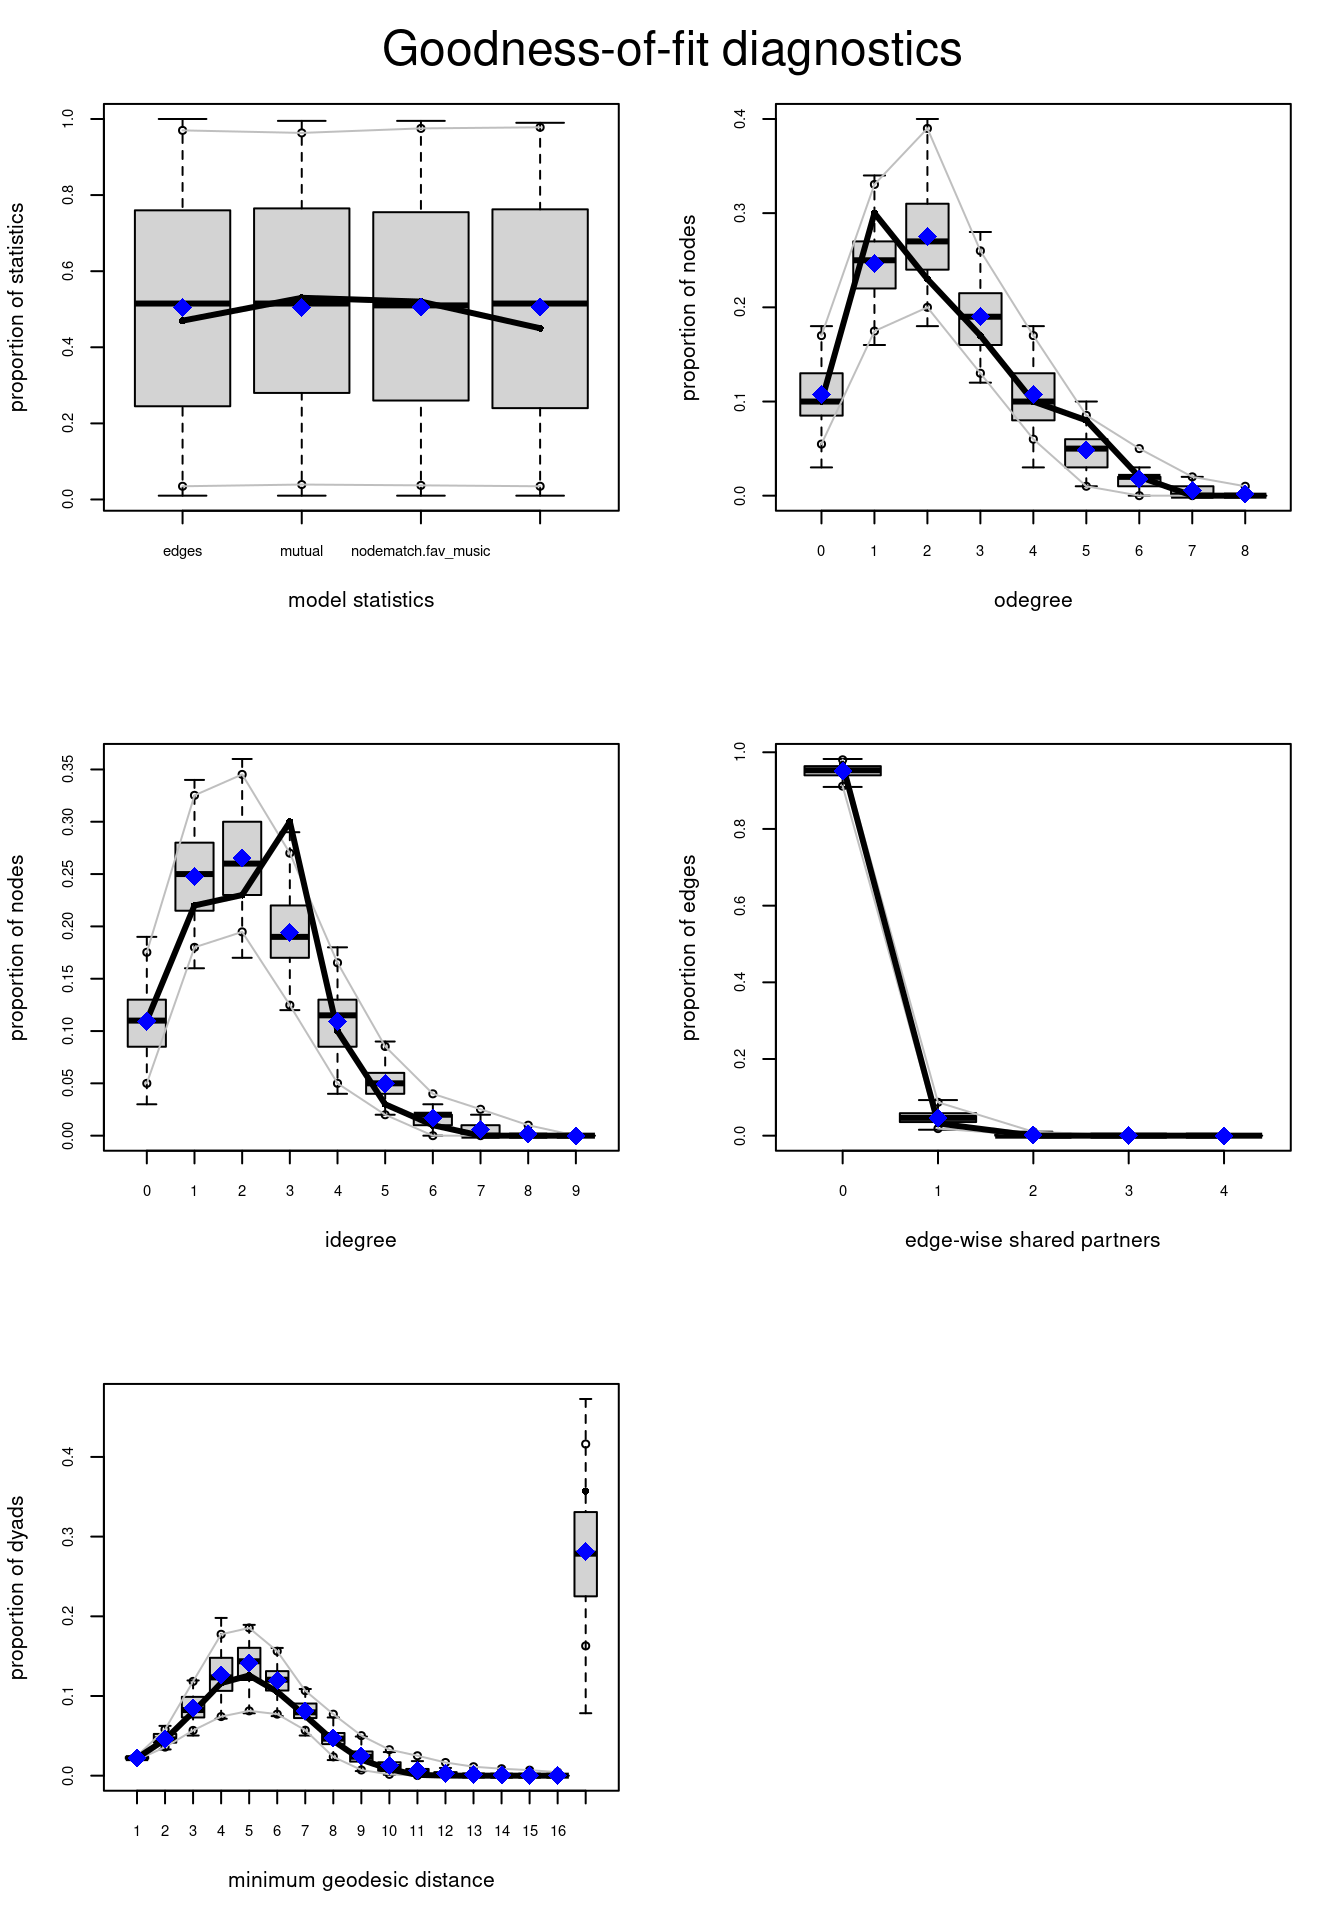 Goodness-of-fit diagnostics
proportion of statistics
0.0 0.2 0.4 0.6 0.8 1.0
edges mutual nodematch.fav_music
model statistics
proportion of nodes
0.0 0.1 0.2 0.3 0.4
0 1 2 3 4 5 6 7 8
odegree
proportion of nodes
0.00 0.05 0.10 0.15 0.20 0.25 0.30 0.35
0 1 2 3 4 5 6 7 8 9
idegree
proportion of edges
0.0 0.2 0.4 0.6 0.8 1.0
0 1 2 3 4
edge-wise shared partners
proportion of dyads
0.0 0.1 0.2 0.3 0.4
1 2 3 4 5 6 7 8 9 10 11 12 13 14 15 16
minimum geodesic distance